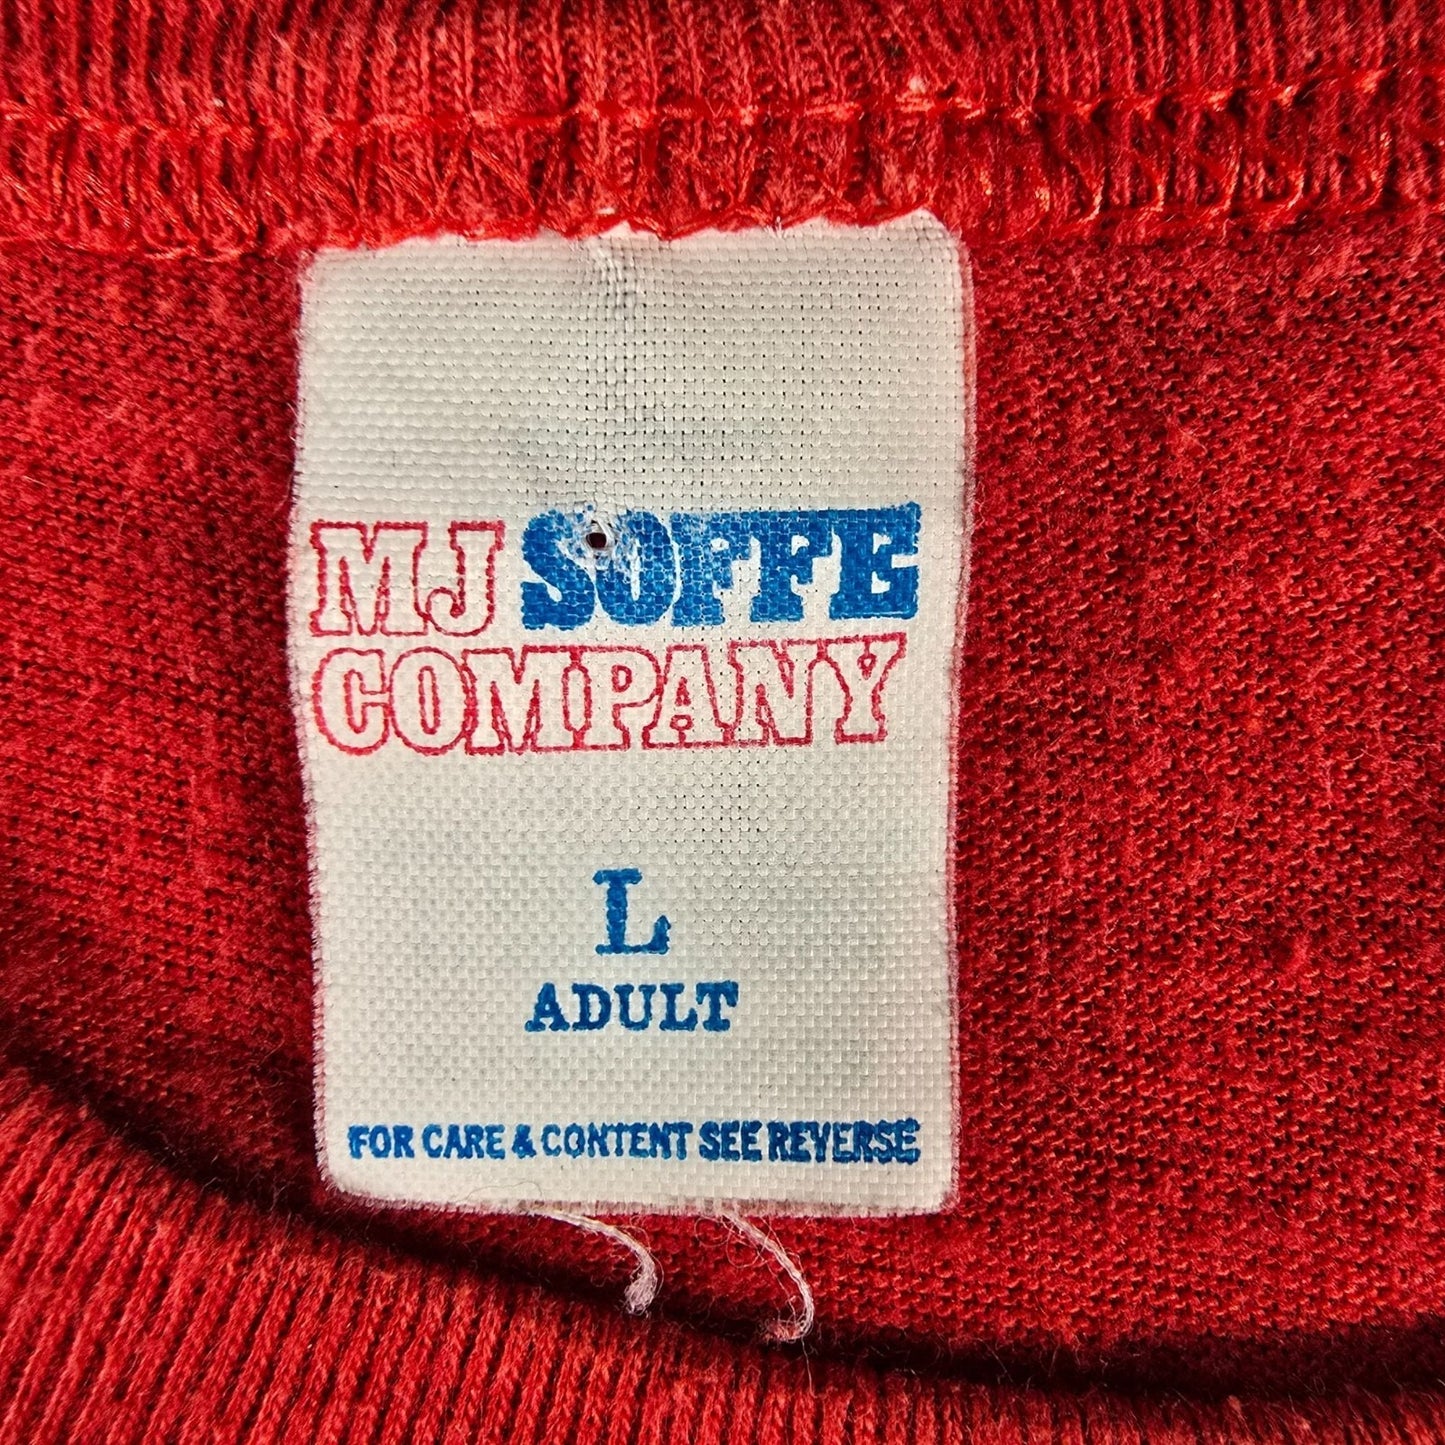 MJ SOFFE
COMPANY
L
ADULT
FOR CARE & CONTENT SEE REVERSE